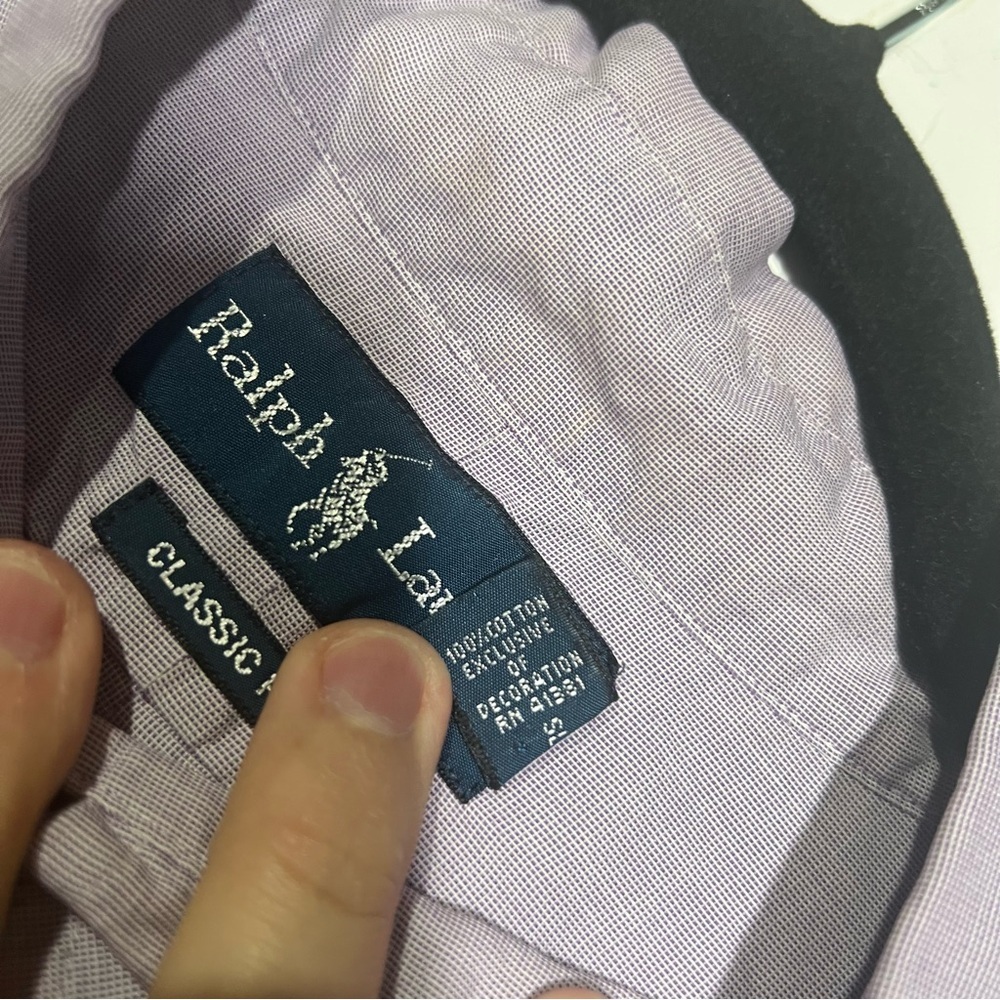 Ralph Lau
100% COTTON
EXCLUSIVE
OF
DECORATION
RN 41381
CLASSIC